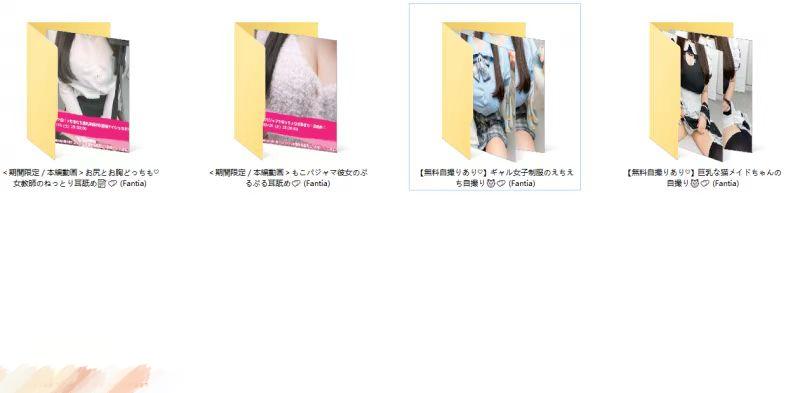 ＜期間限定 / 本編動画＞お尻とお胸どっちも♡
女教師のねっとり耳舐め📝👅 (Fantia)
＜期間限定 / 本編動画＞もこパジャマ彼女のぷ
るぷる耳舐め👅 (Fantia)
【無料自撮りあり♡】ギャル女子制服のえちえ
ち自撮り😈👅 (Fantia)
【無料自撮りあり♡】巨乳な猫メイドちゃんの
自撮り😈👅 (Fantia)